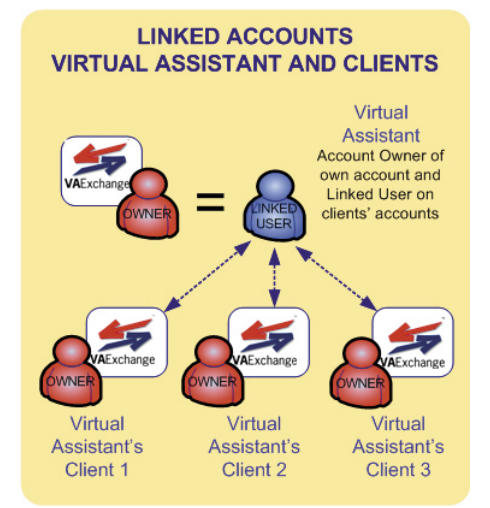 LINKED ACCOUNTS
VIRTUAL ASSISTANT AND CLIENTS
Virtual
Assistant
Account Owner of
own account and
Linked User on
clients' accounts
VAExchange
OWNER
=
LINKED
USER
VAExchange
OWNER
VAExchange
OWNER
VAExchange
OWNER
Virtual
Assistant's
Client 1
Virtual
Assistant's
Client 2
Virtual
Assistant's
Client 3